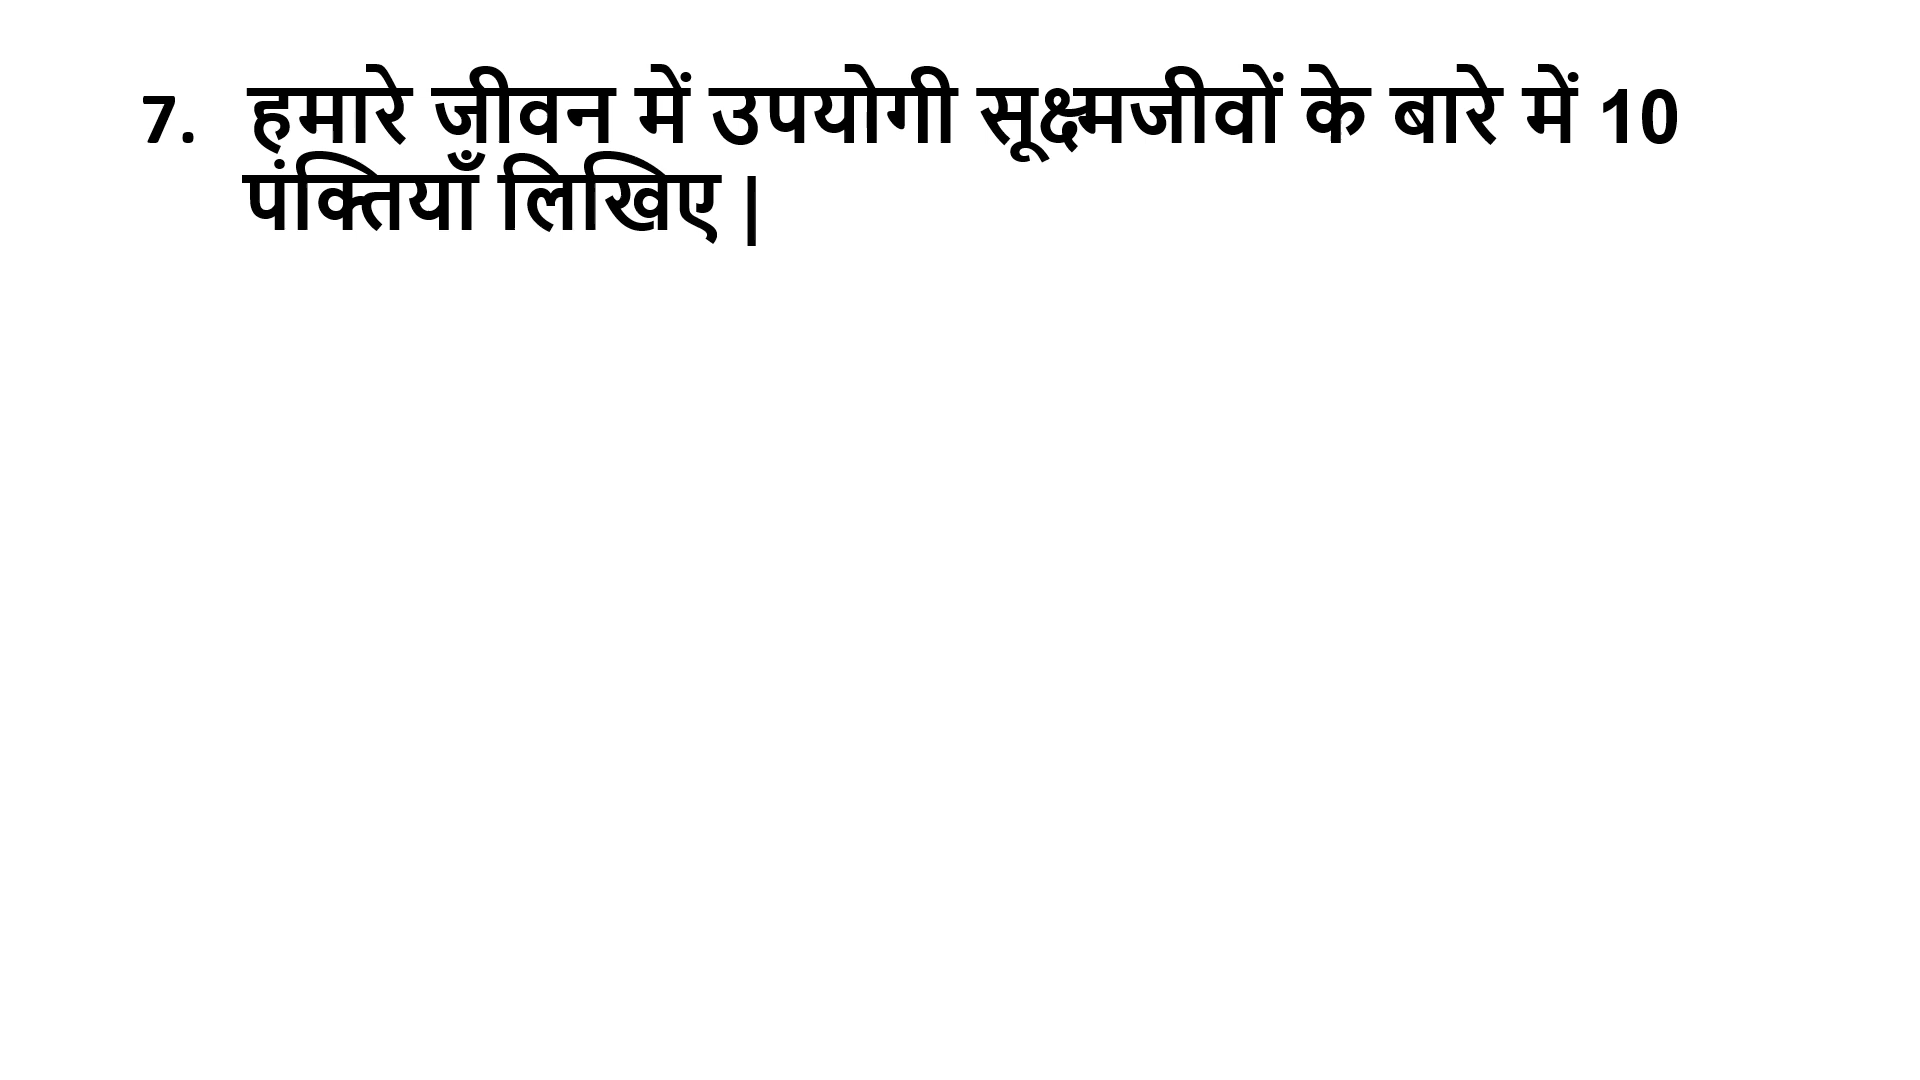 7. हमारे जीवन में उपयोगी सूक्ष्मजीवों के बारे में 10
पंक्तियाँ लिखिए |